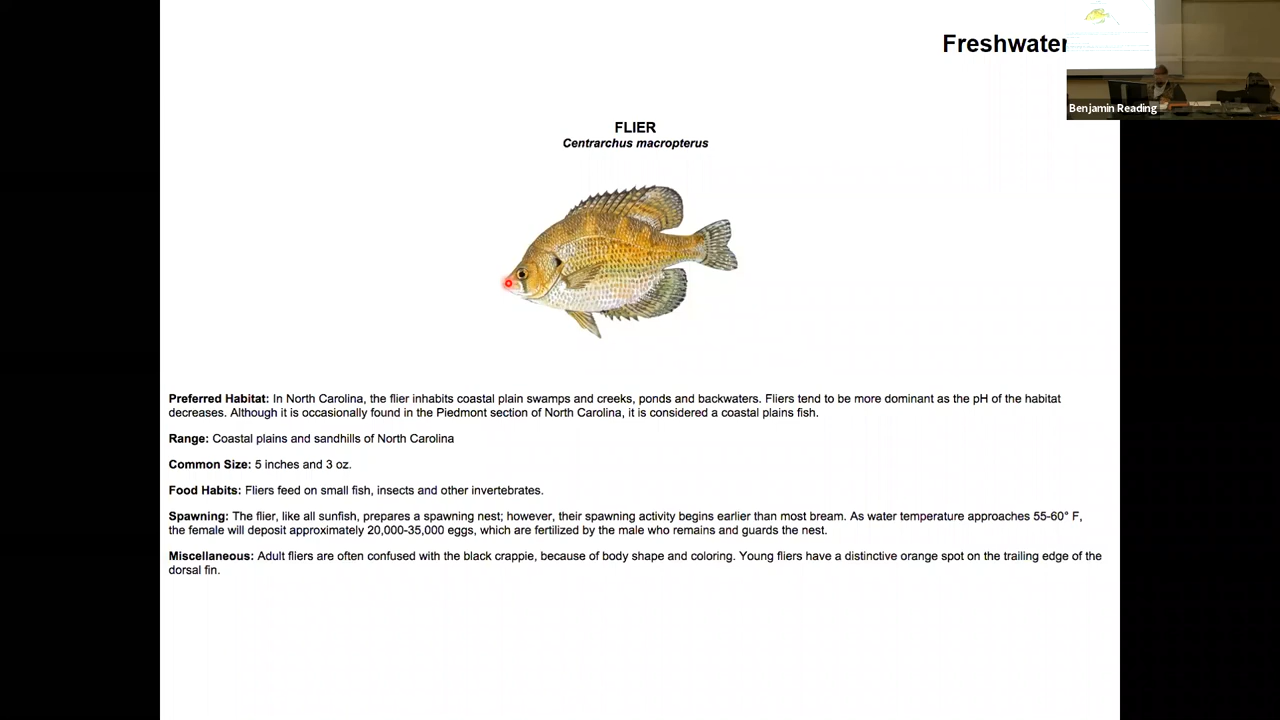 Freshwater
Benjamin Reading
FLIER
Centrarchus macropterus
Preferred Habitat: In North Carolina, the flier inhabits coastal plain swamps and creeks, ponds and backwaters. Fliers tend to be more dominant as the pH of the habitat
decreases. Although it is occasionally found in the Piedmont section of North Carolina, it is considered a coastal plains fish.
Range: Coastal plains and sandhills of North Carolina
Common Size: 5 inches and 3 oz.
Food Habits: Fliers feed on small fish, insects and other invertebrates.
Spawning: The flier, like all sunfish, prepares a spawning nest; however, their spawning activity begins earlier than most bream. As water temperature approaches 55-60° F,
the female will deposit approximately 20,000-35,000 eggs, which are fertilized by the male who remains and guards the nest.
Miscellaneous: Adult fliers are often confused with the black crappie, because of body shape and coloring. Young fliers have a distinctive orange spot on the trailing edge of the
dorsal fin.